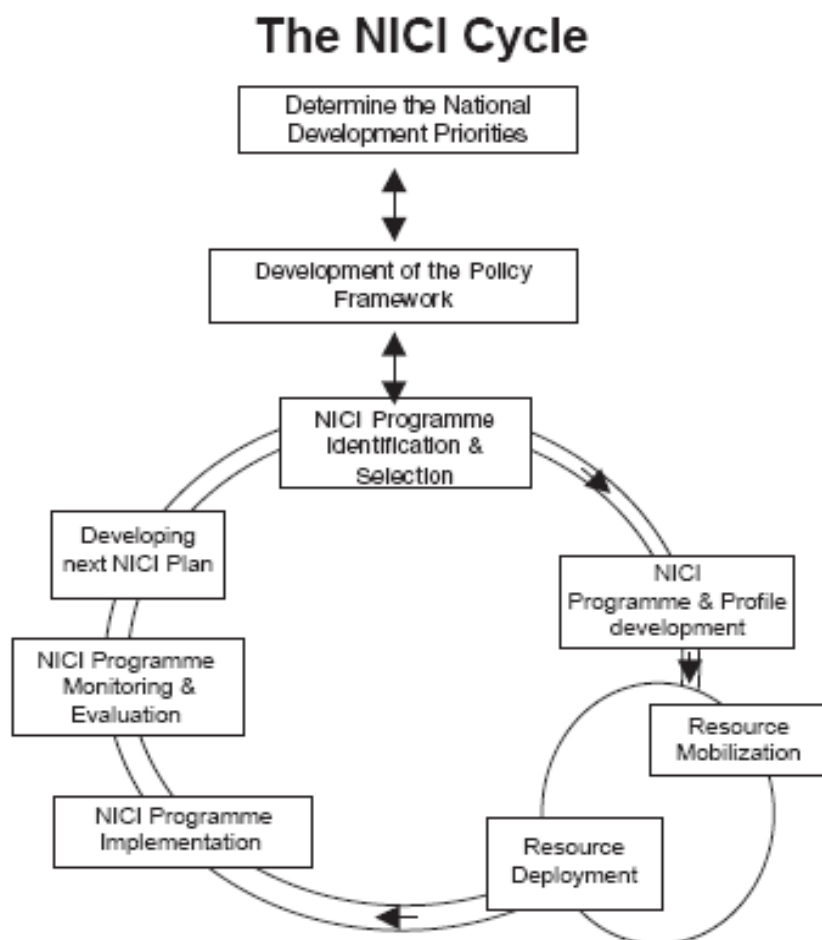 The NICI Cycle
Determine the National
Development Priorities
Development of the Policy
Framework
NICI Programme
Identification &
Selection
Developing
next NICI Plan
NICI
Programme & Profile
development
NICI Programme
Monitoring &
Evaluation
Resource
Mobilization
NICI Programme
Implementation
Resource
Deployment